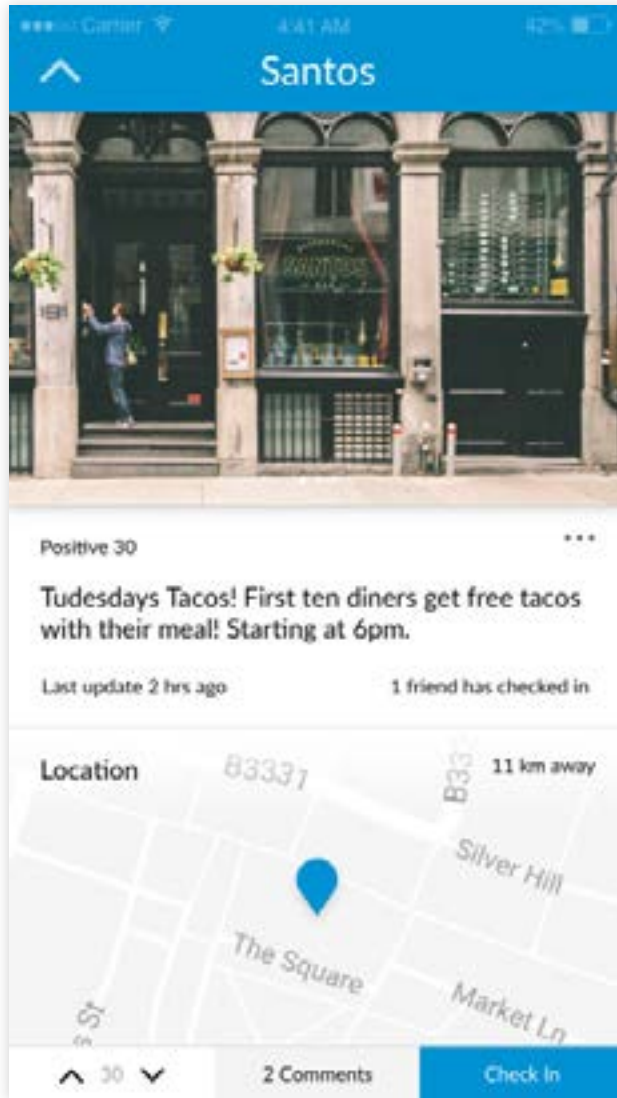 Carrier 4:41 AM 42%
Santos
SANTOS
Positive 30
Tudesdays Tacos! First ten diners get free tacos
with their meal! Starting at 6pm.
Last update 2 hrs ago 1 friend has checked in
Location 11 km away
B3331
B33
Silver Hill
The Square
Market Ln
s St
30 2 Comments Check In